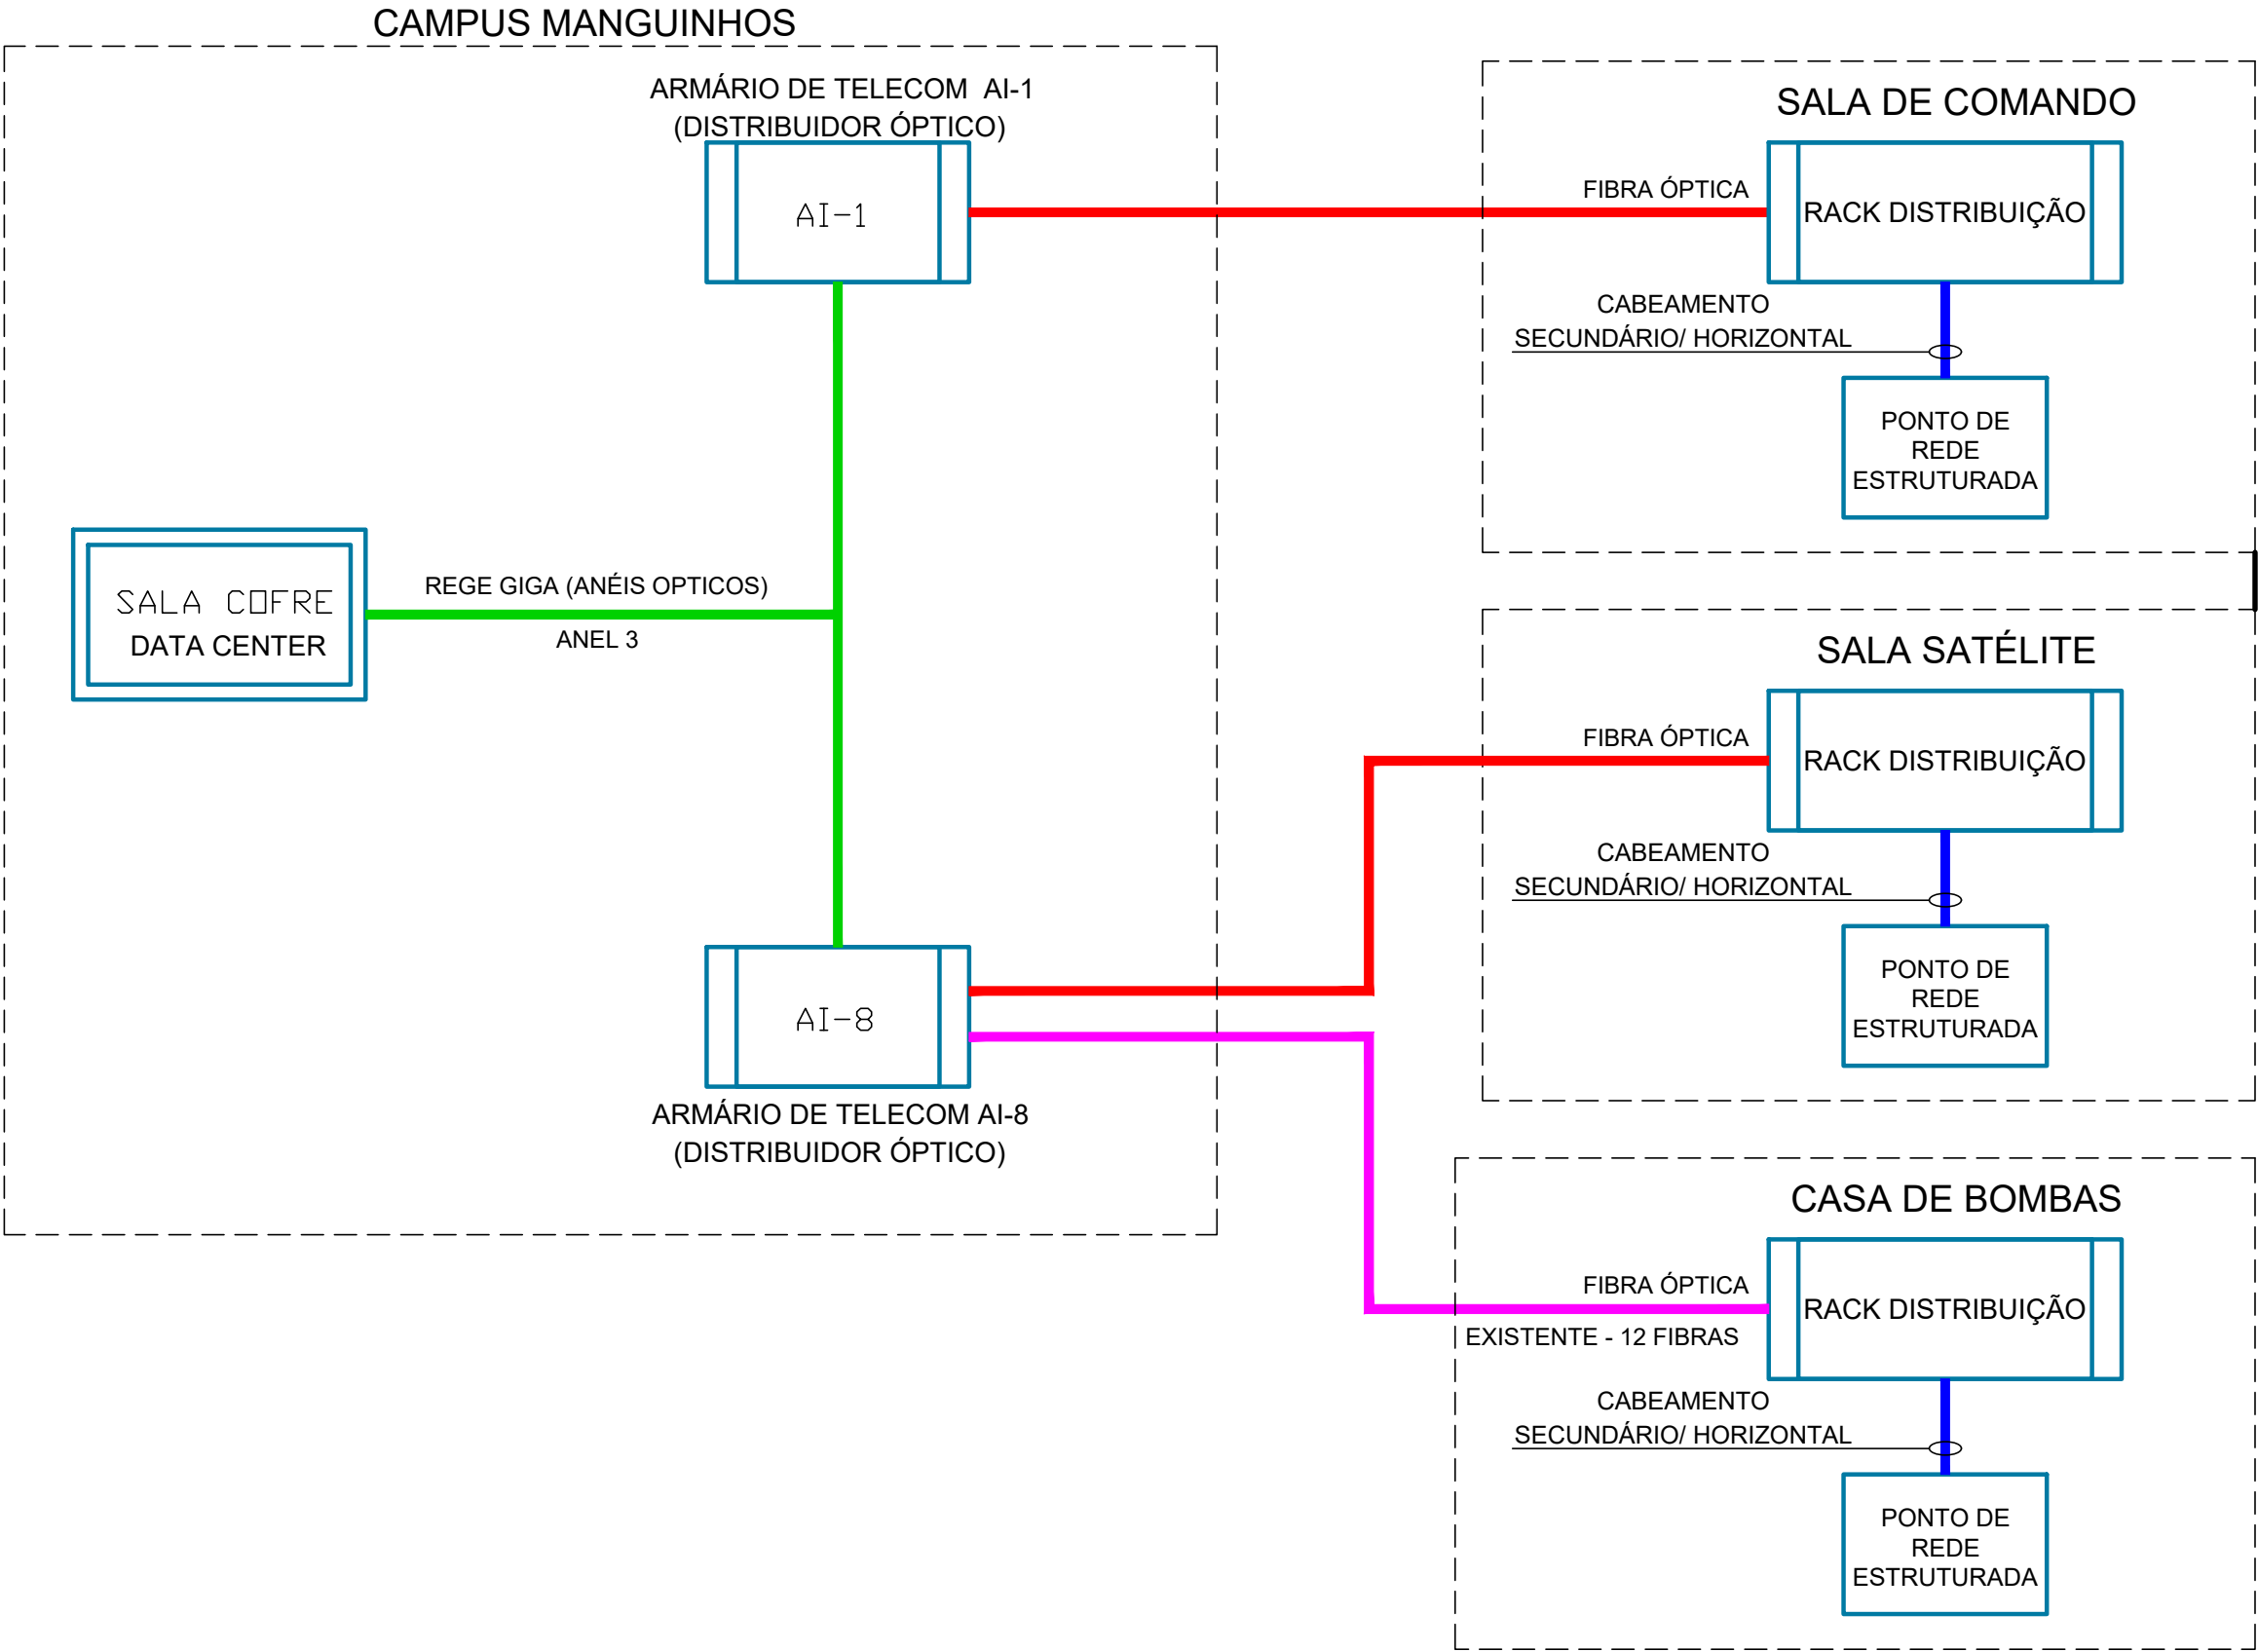 CAMPUS MANGUINHOS
ARMÁRIO DE TELECOM AI-1
(DISTRIBUIDOR ÓPTICO)
AI-1
SALA COFRE
DATA CENTER
REGE GIGA (ANÉIS OPTICOS)
ANEL 3
AI-8
ARMÁRIO DE TELECOM AI-8
(DISTRIBUIDOR ÓPTICO)
SALA DE COMANDO
FIBRA ÓPTICA
RACK DISTRIBUIÇÃO
CABEAMENTO
SECUNDÁRIO/ HORIZONTAL
PONTO DE
REDE
ESTRUTURADA
SALA SATÉLITE
FIBRA ÓPTICA
RACK DISTRIBUIÇÃO
CABEAMENTO
SECUNDÁRIO/ HORIZONTAL
PONTO DE
REDE
ESTRUTURADA
CASA DE BOMBAS
FIBRA ÓPTICA
RACK DISTRIBUIÇÃO
EXISTENTE - 12 FIBRAS
CABEAMENTO
SECUNDÁRIO/ HORIZONTAL
PONTO DE
REDE
ESTRUTURADA